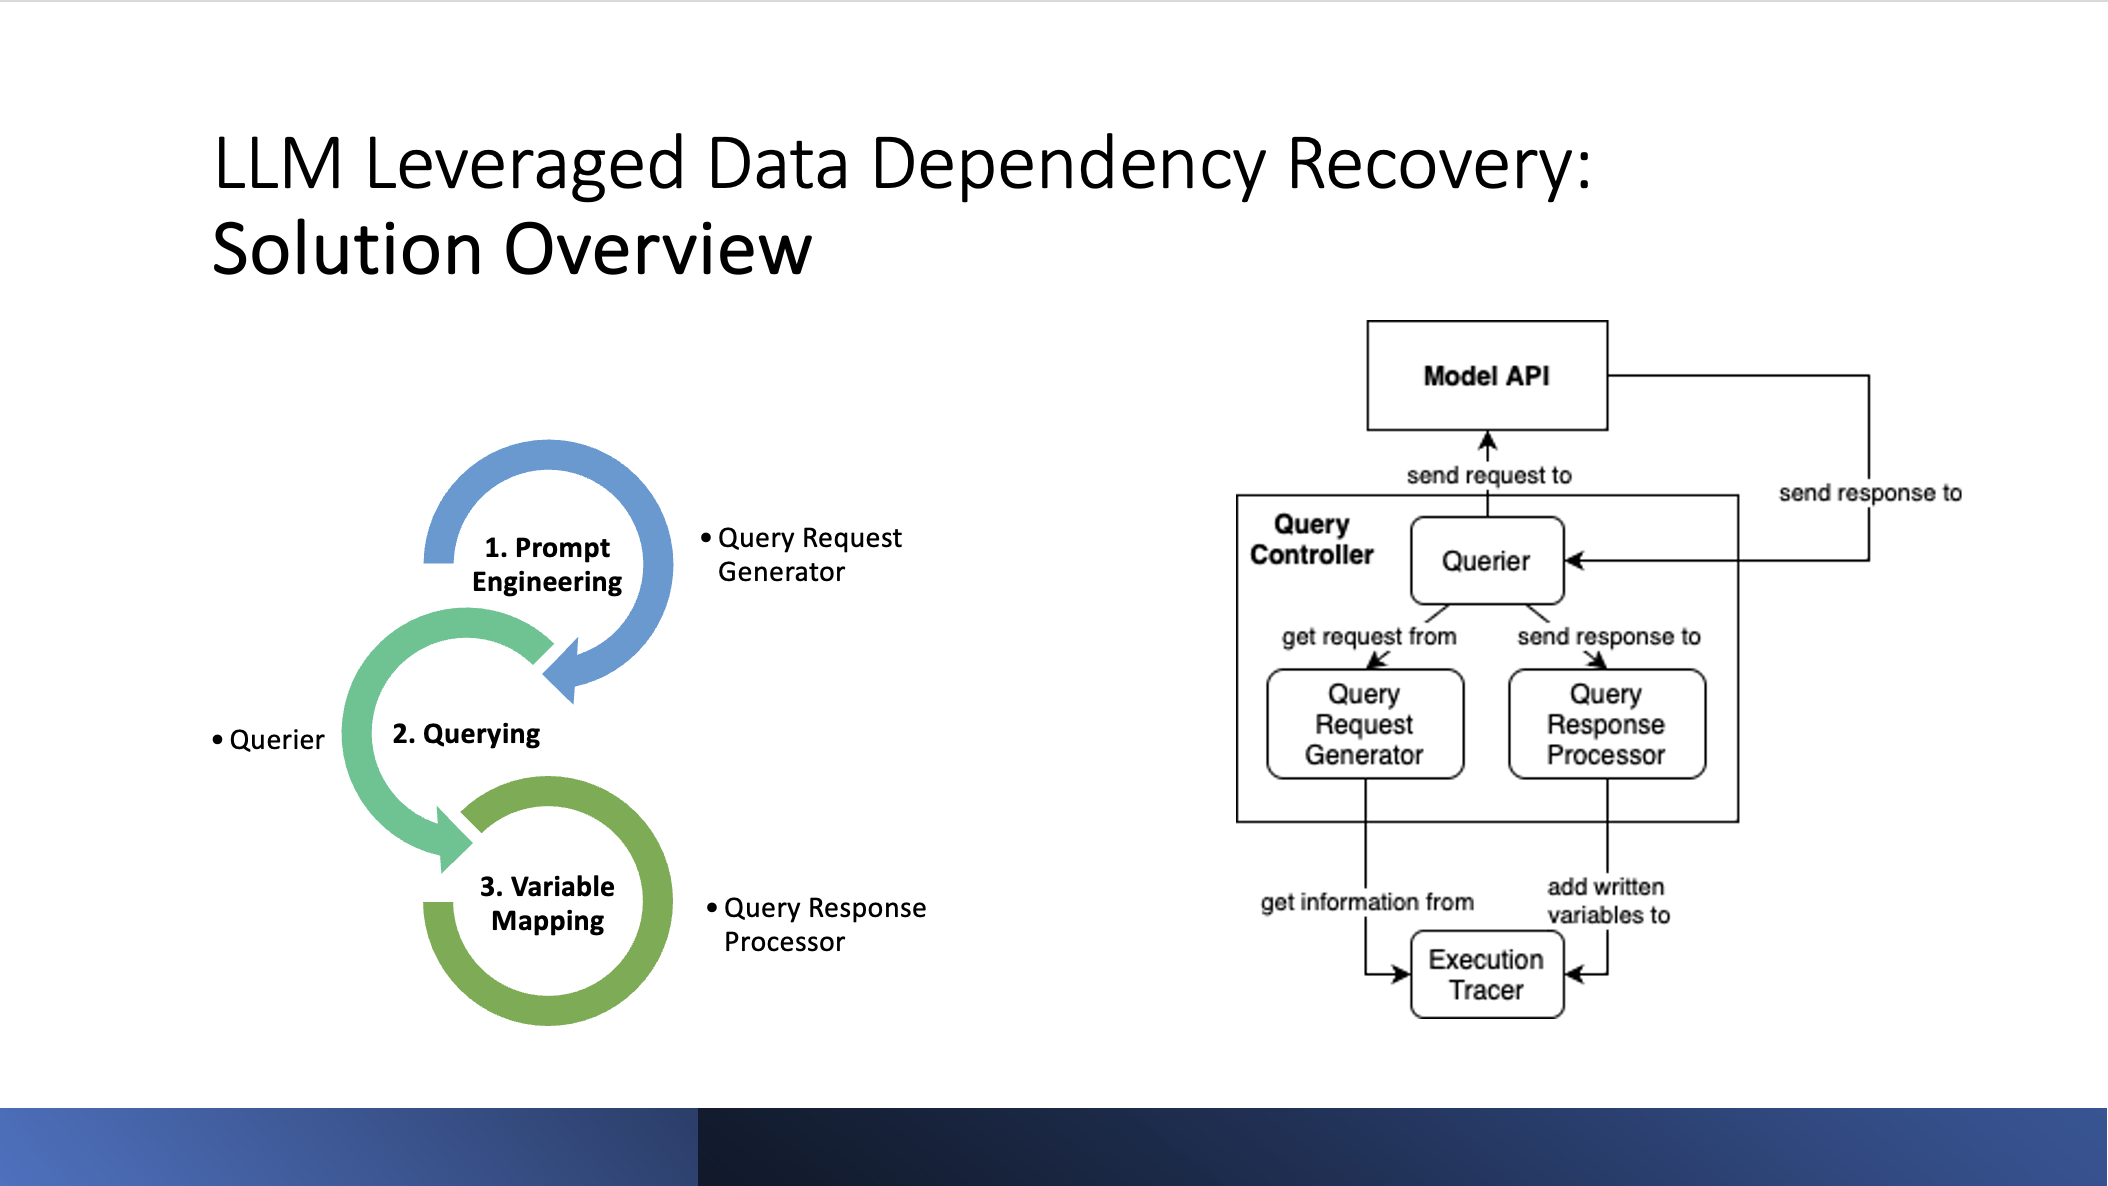 LLM Leveraged Data Dependency Recovery:
Solution Overview
1. Prompt
Engineering
• Query Request
Generator
• Querier
2. Querying
3. Variable
Mapping
• Query Response
Processor
Model API
send request to
send response to
Query
Controller
Querier
get request from
send response to
Query
Request
Generator
Query
Response
Processor
get information from
add written
variables to
Execution
Tracer